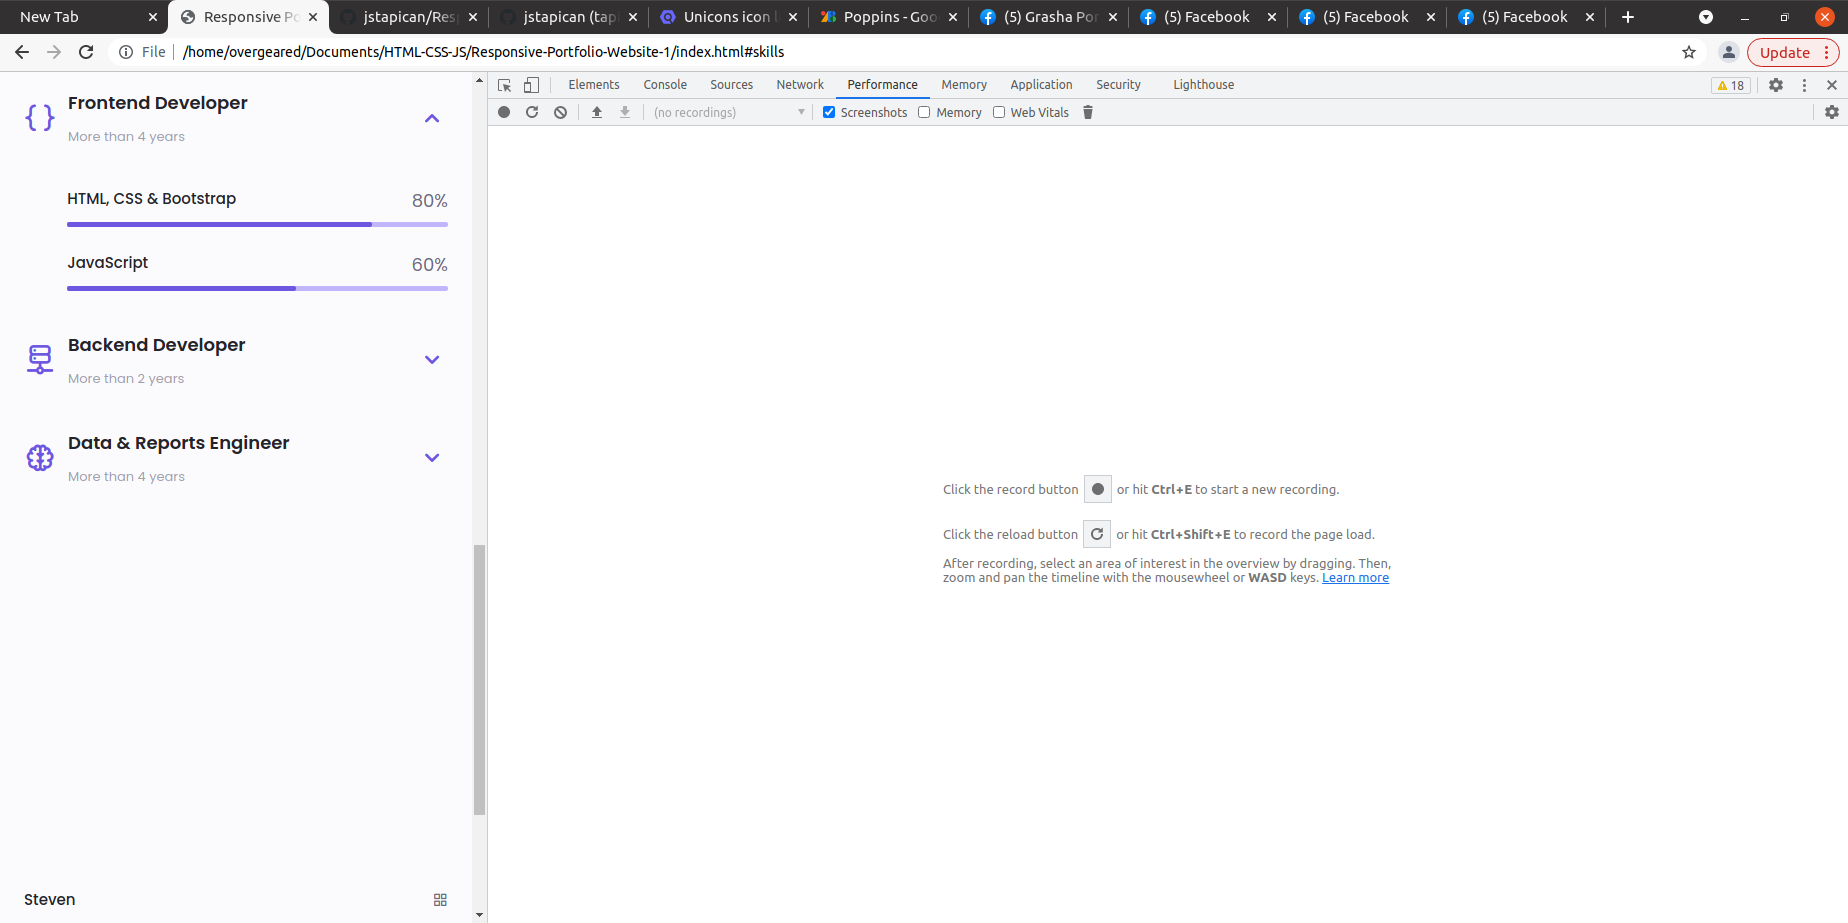 New Tab
Responsive Po
jstapican/Resp
jstapican (tap
Unicons icon l
Poppins - Goo
(5) Grasha Por
(5) Facebook
(5) Facebook
(5) Facebook
File
/home/overgeared/Documents/HTML-CSS-JS/Responsive-Portfolio-Website-1/index.html#skills
Update
Frontend Developer
More than 4 years
HTML, CSS & Bootstrap 80%
JavaScript 60%
Backend Developer
More than 2 years
Data & Reports Engineer
More than 4 years
Steven
Elements Console Sources Network Performance Memory Application Security Lighthouse 18
(no recordings) Screenshots Memory Web Vitals
Click the record button or hit Ctrl+E to start a new recording.
Click the reload button or hit Ctrl+Shift+E to record the page load.
After recording, select an area of interest in the overview by dragging. Then,
zoom and pan the timeline with the mousewheel or WASD keys. Learn more